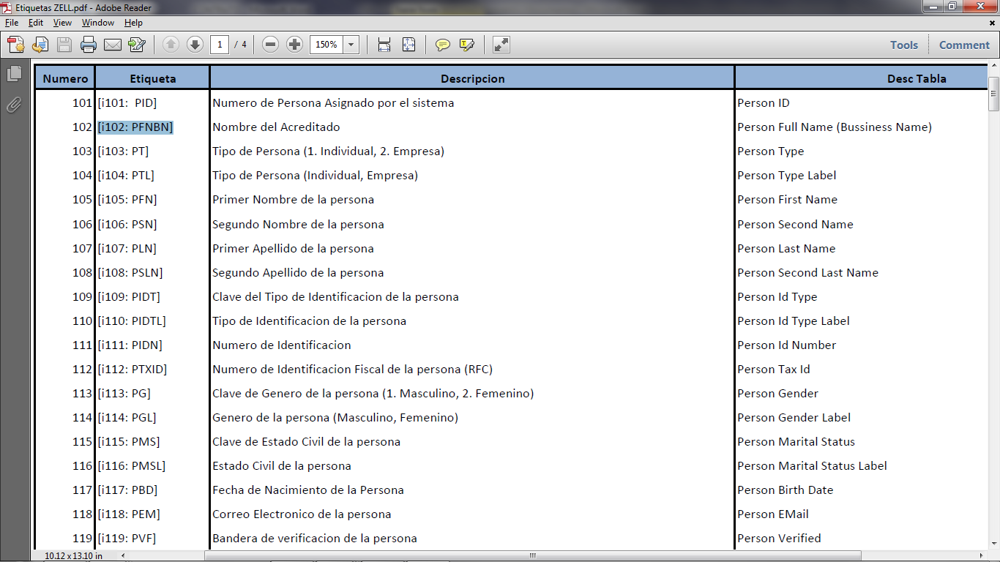 Etiquetas ZELL.pdf - Adobe Reader
File Edit View Window Help
1 / 4 150% Tools Comment
Numero Etiqueta Descripcion Desc Tabla
101 [i101:  PID] Numero de Persona Asignado por el sistema Person ID
102 [i102: PFNBN] Nombre del Acreditado Person Full Name (Bussiness Name)
103 [i103: PT] Tipo de Persona (1. Individual, 2. Empresa) Person Type
104 [i104: PTL] Tipo de Persona (Individual, Empresa) Person Type Label
105 [i105: PFN] Primer Nombre de la persona Person First Name
106 [i106: PSN] Segundo Nombre de la persona Person Second Name
107 [i107: PLN] Primer Apellido de la persona Person Last Name
108 [i108: PSLN] Segundo Apellido de la persona Person Second Last Name
109 [i109: PIDT] Clave del Tipo de Identificacion de la persona Person Id Type
110 [i110: PIDTL] Tipo de Identificacion de la persona Person Id Type Label
111 [i111: PIDN] Numero de Identificacion Person Id Number
112 [i112: PTXID] Numero de Identificacion Fiscal de la persona (RFC) Person Tax Id
113 [i113: PG] Clave de Genero de la persona (1. Masculino, 2. Femenino) Person Gender
114 [i114: PGL] Genero de la persona (Masculino, Femenino) Person Gender Label
115 [i115: PMS] Clave de Estado Civil de la persona Person Marital Status
116 [i116: PMSL] Estado Civil de la persona Person Marital Status Label
117 [i117: PBD] Fecha de Nacimiento de la Persona Person Birth Date
118 [i118: PEM] Correo Electronico de la persona Person EMail
119 [i119: PVF] Bandera de verificacion de la persona Person Verified
10.12 x 13.10 in